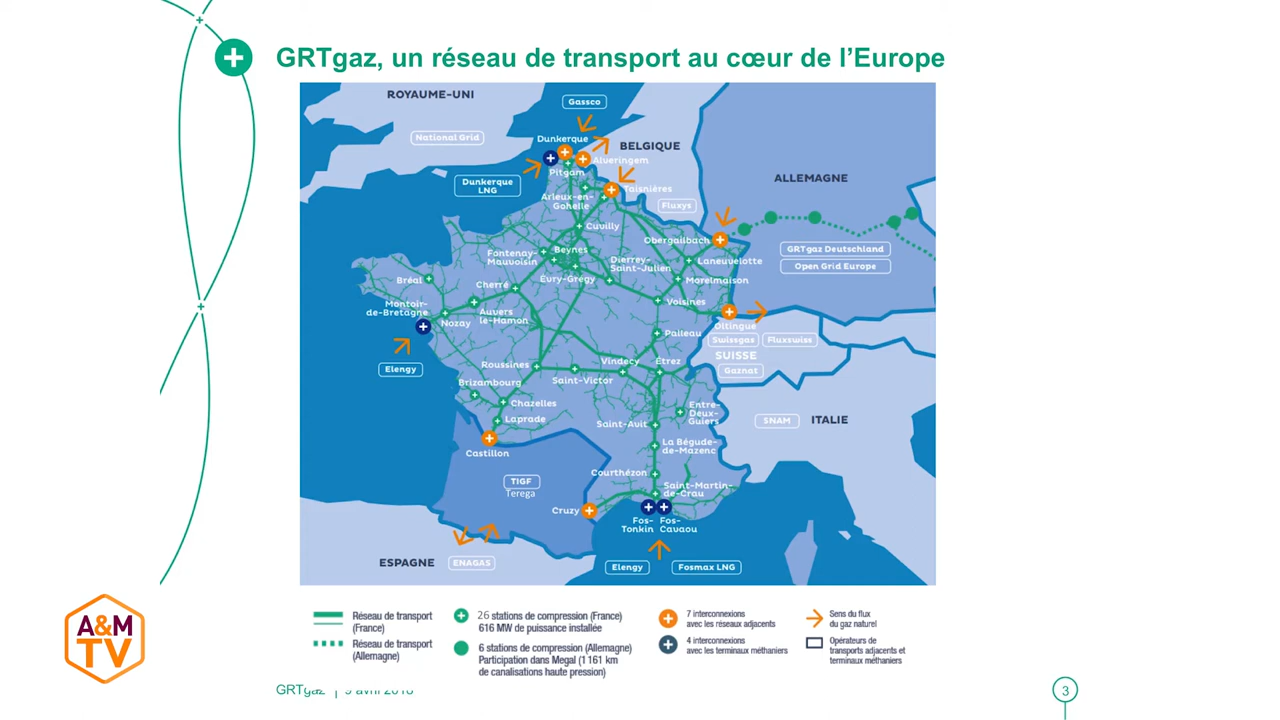 GRTgaz, un réseau de transport au cœur de l'Europe
ROYAUME-UNI
Gassco
National Grid
Dunkerque
BELGIQUE
Alveringem
Pitgam
ALLEMAGNE
Dunkerque
LNG
Taisnières
Arleux-en-
Gohelle
Fluxys
Cuvilly
Obergailbach
GRTgaz Deutschland
Open Grid Europe
Fontenay-
Mauvoisin
Beynes
Dierrey-
Saint-Julien
Laneuvelotte
Évry-Grégy
Morelmaison
Bréal
Cherré
Voisines
Montoir-
de-Bretagne
Nozay
Auvers
le-Hamon
Oltingue
Palleau
Swissgas
Fluxswiss
SUISSE
Gaznat
Elengy
Roussines
Vindecy
Étrez
Saint-Victor
Brizambourg
Chazelles
Laprade
Entre-
Deux-
Guiers
SNAM
ITALIE
Saint-Avit
Castillon
La Bégude-
de-Mazenc
Courthézon
TIGF
Terega
Saint-Martin-
de-Crau
Cruzy
Fos-
Tonkin
Fos-
Cavaou
ESPAGNE
ENAGAS
Elengy
Fosmax LNG
Réseau de transport
(France)
Réseau de transport
(Allemagne)
26 stations de compression (France)
616 MW de puissance installée
6 stations de compression (Allemagne)
Participation dans Megal (1 161 km
de canalisations haute pression)
7 interconnexions
avec les réseaux adjacents
4 interconnexions
avec les terminaux méthaniers
Sens du flux
du gaz naturel
Opérateurs de
transports adjacents et
terminaux méthaniers
A&M
TV
GRTgaz | 9 avril 2018
3